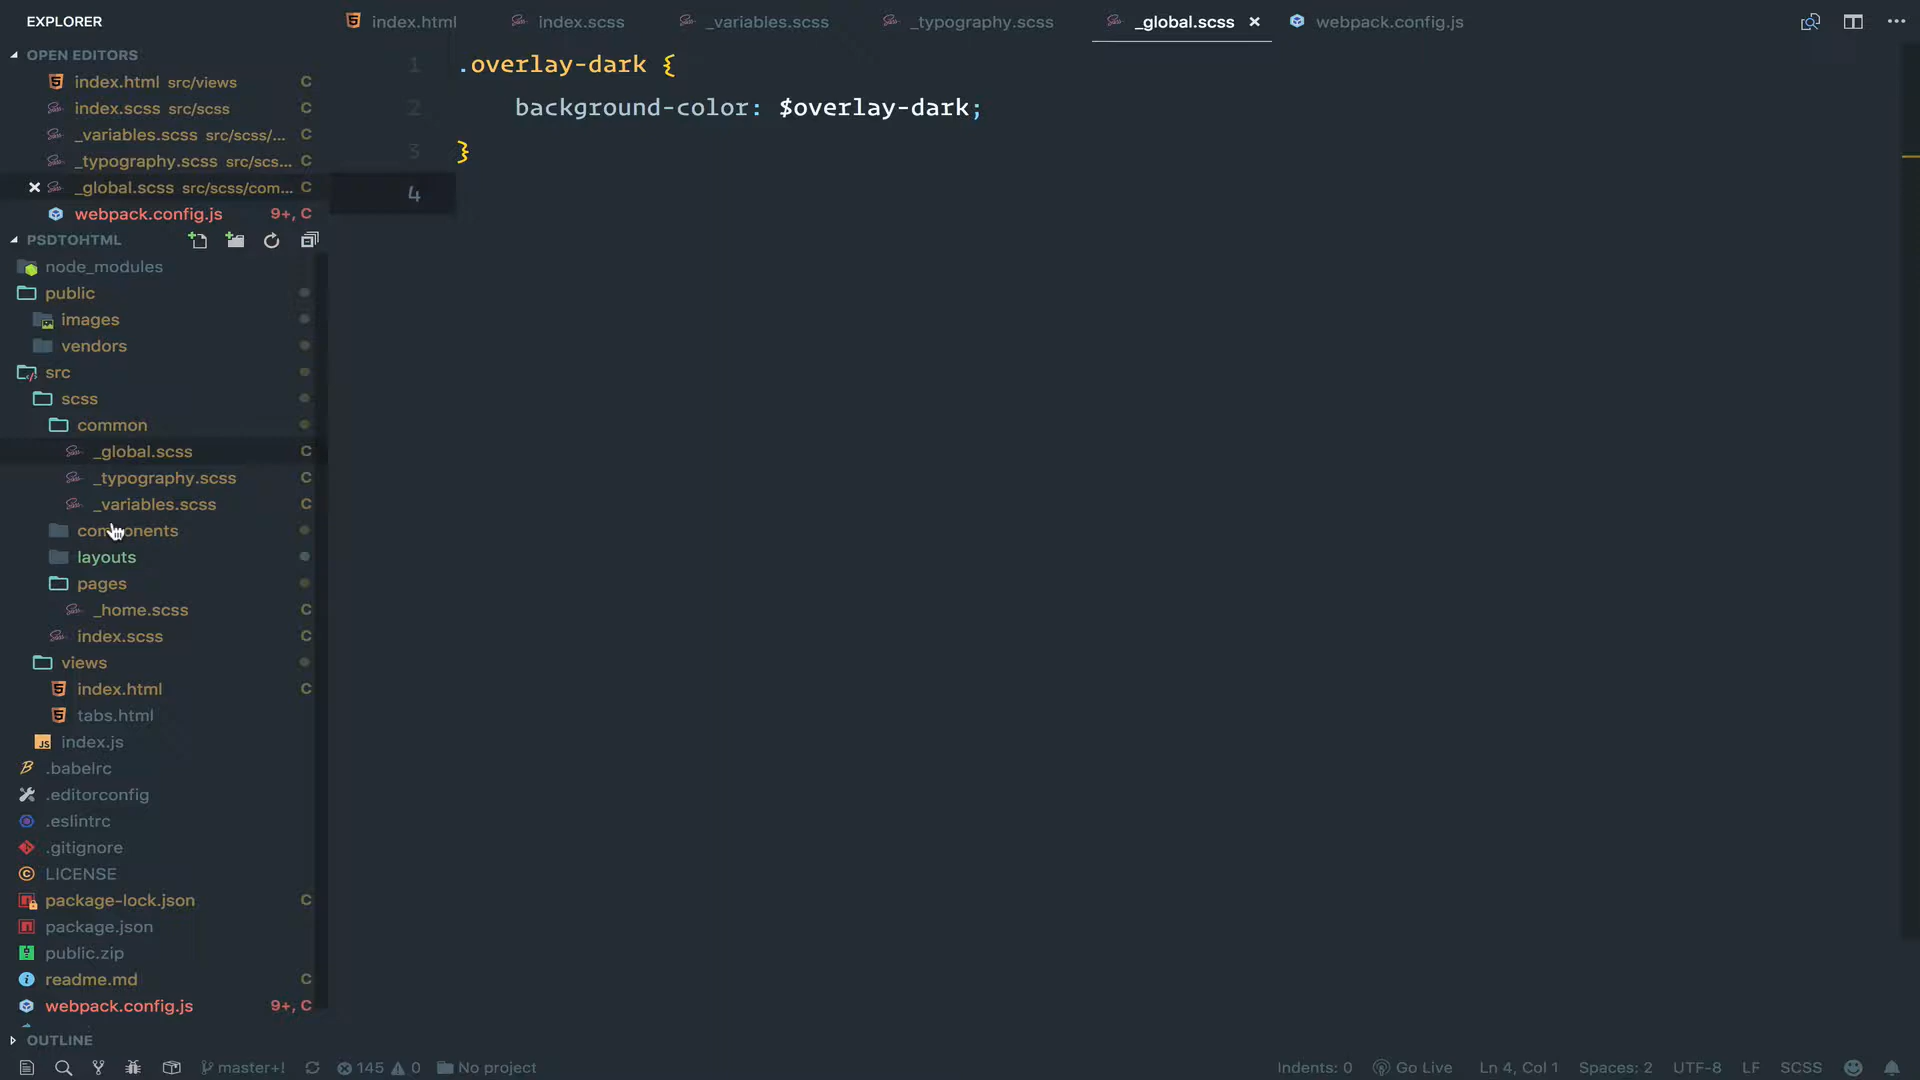 EXPLORER
index.html
index.scss
_variables.scss
_typography.scss
_global.scss
webpack.config.js
OPEN EDITORS
index.html src/views C
index.scss src/scss C
_variables.scss src/scss/... C
_typography.scss src/scs... C
_global.scss src/scss/com... C
webpack.config.js 9+, C
PSDTOHTML
node_modules
public
images
vendors
src
scss
common
_global.scss C
_typography.scss C
_variables.scss C
components
layouts
pages
_home.scss C
index.scss C
views
index.html C
tabs.html
index.js
.babelrc
.editorconfig
.eslintrc
.gitignore
LICENSE
package-lock.json C
package.json
public.zip
readme.md C
webpack.config.js 9+, C
OUTLINE
1 .overlay-dark {
2 background-color: $overlay-dark;
3 }
4
master+! 145 0 No project Indents: 0 Go Live Ln 4, Col 1 Spaces: 2 UTF-8 LF SCSS